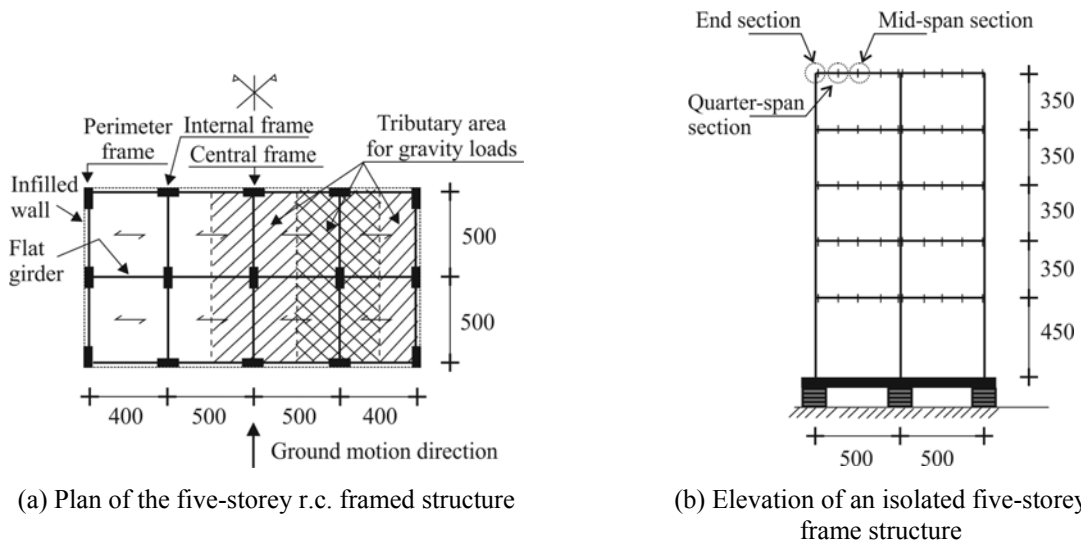 Perimeter
frame
Internal frame
Central frame
Tributary area
for gravity loads
Infilled
wall
Flat
girder
500
500
400
500
500
400
Ground motion direction
(a) Plan of the five-storey r.c. framed structure
End section
Mid-span section
Quarter-span
section
350
350
350
350
450
500
500
(b) Elevation of an isolated five-storey
frame structure